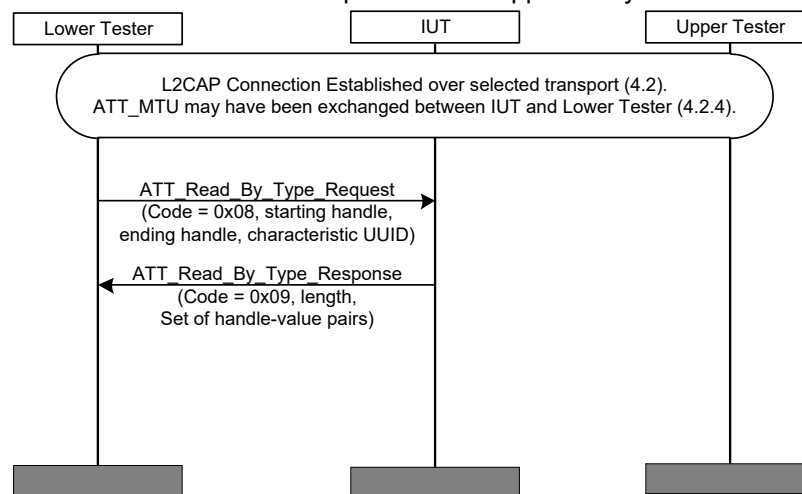 Lower Tester
IUT
Upper Tester
L2CAP Connection Established over selected transport (4.2).
ATT_MTU may have been exchanged between IUT and Lower Tester (4.2.4).
ATT_Read_By_Type_Request
(Code = 0x08, starting handle,
ending handle, characteristic UUID)
ATT_Read_By_Type_Response
(Code = 0x09, length,
Set of handle-value pairs)